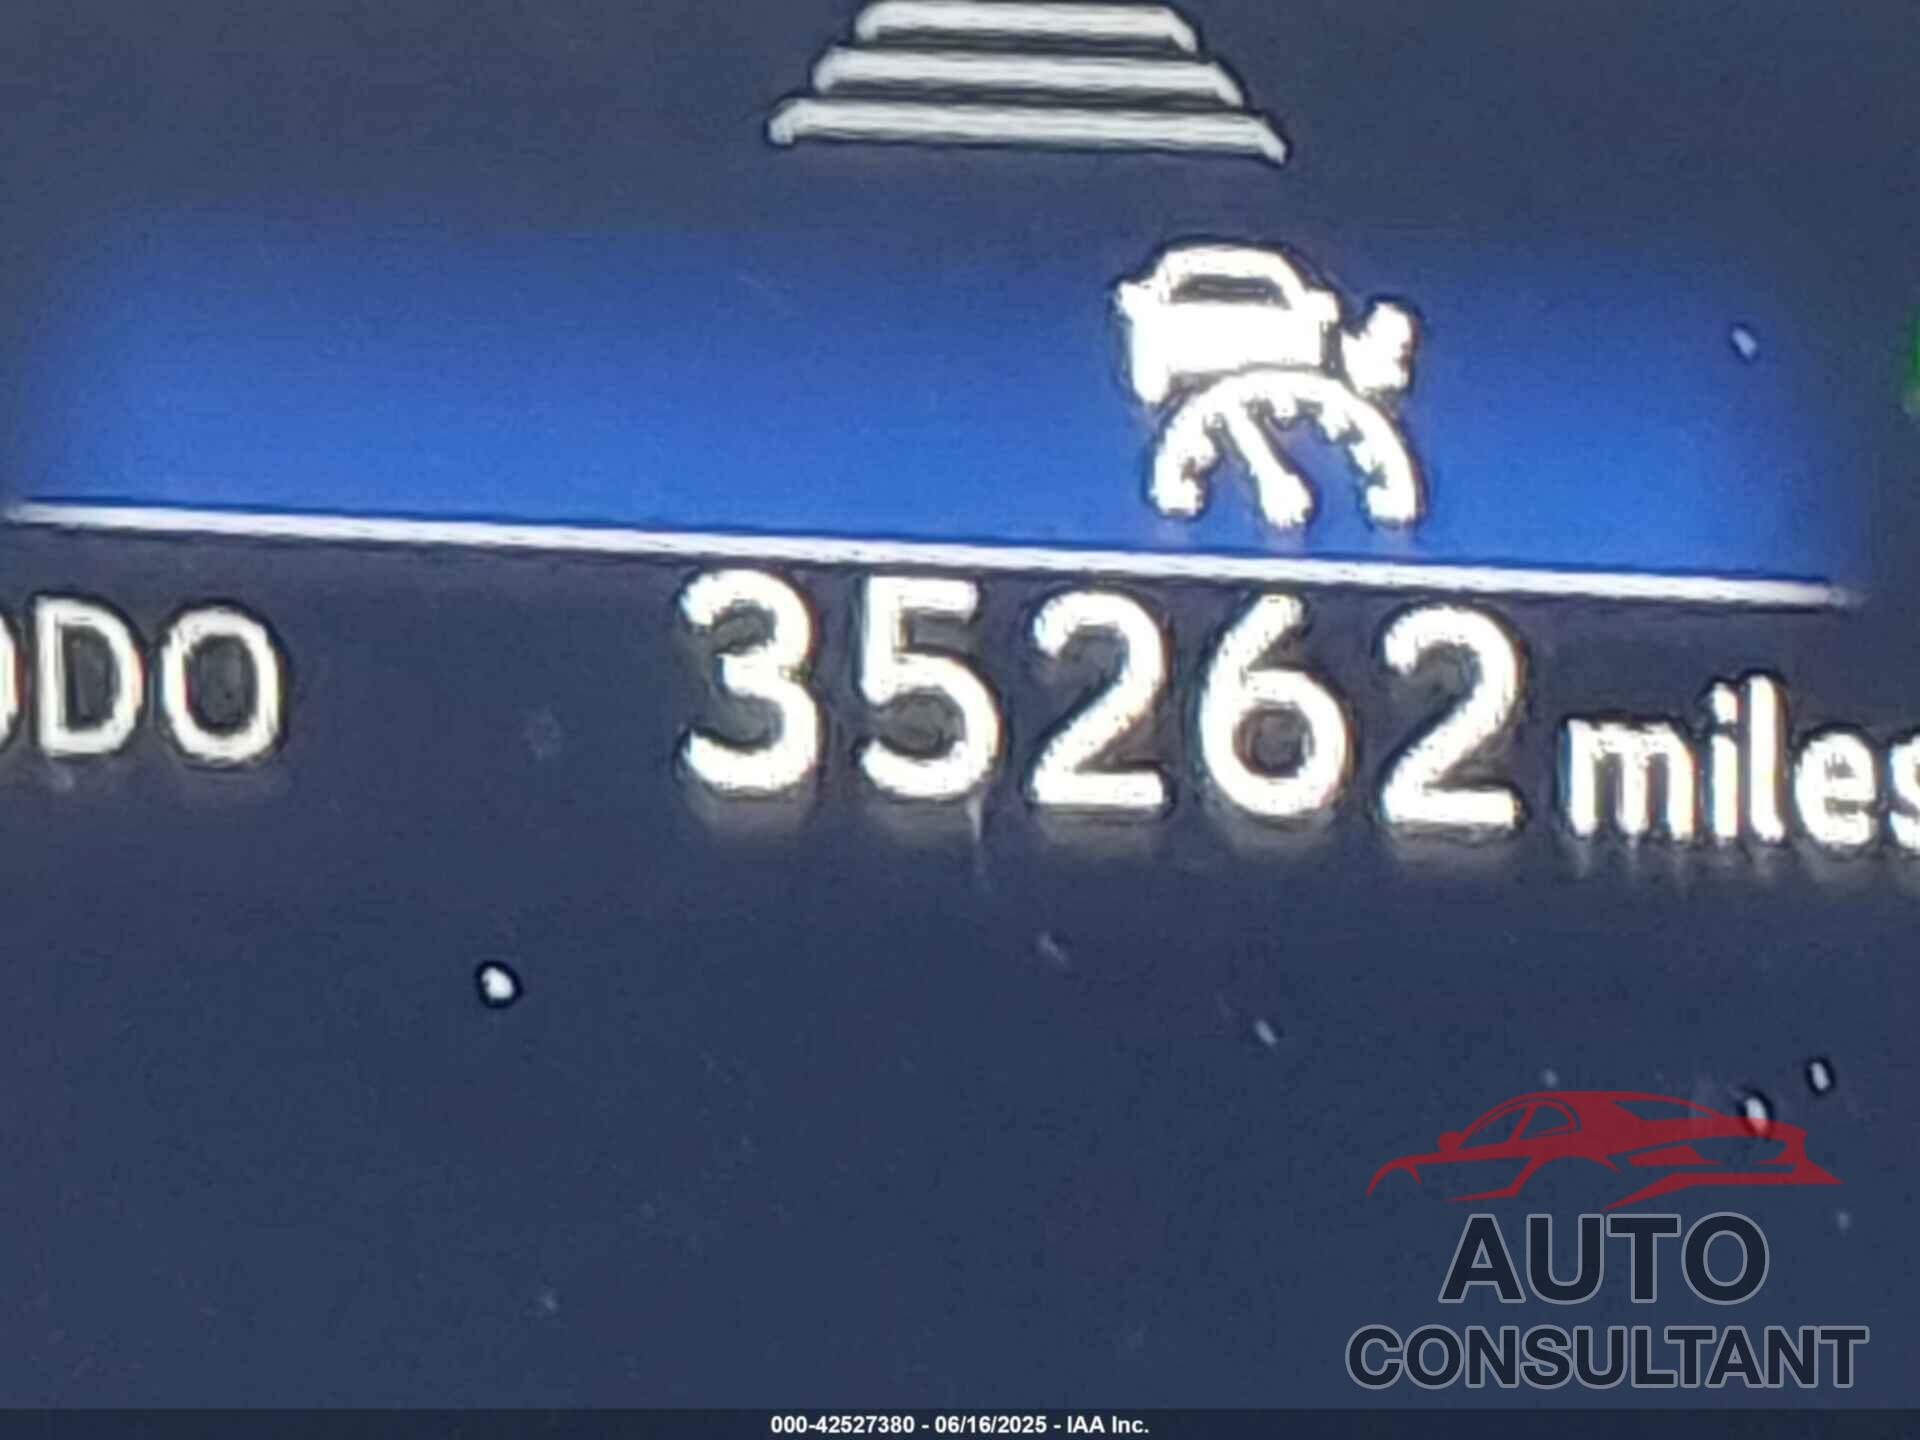 ODO 35262 miles
AUTO
CONSULTANT
000-42527380 - 06/16/2025 - IAA Inc.